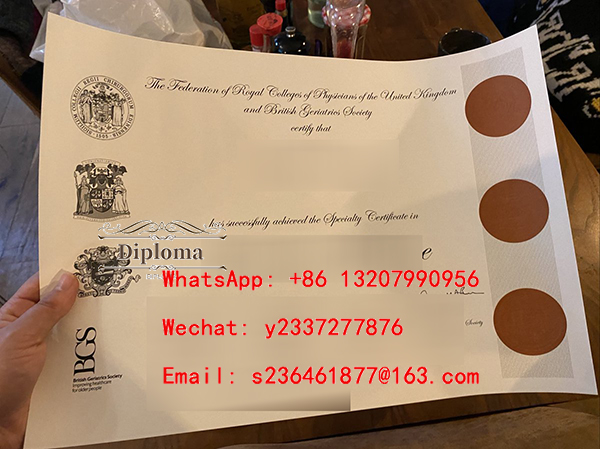 The Federation of Royal Colleges of Physicians of the United Kingdom
and British Geriatrics Society
certify that
has successfully achieved the Specialty Certificate in
Diploma
e
WhatsApp: +86 13207990956
Wechat: y2337277876
Society
Email: s236461877@163.com
BGS
British Geriatrics Society
Improving healthcare
for older people